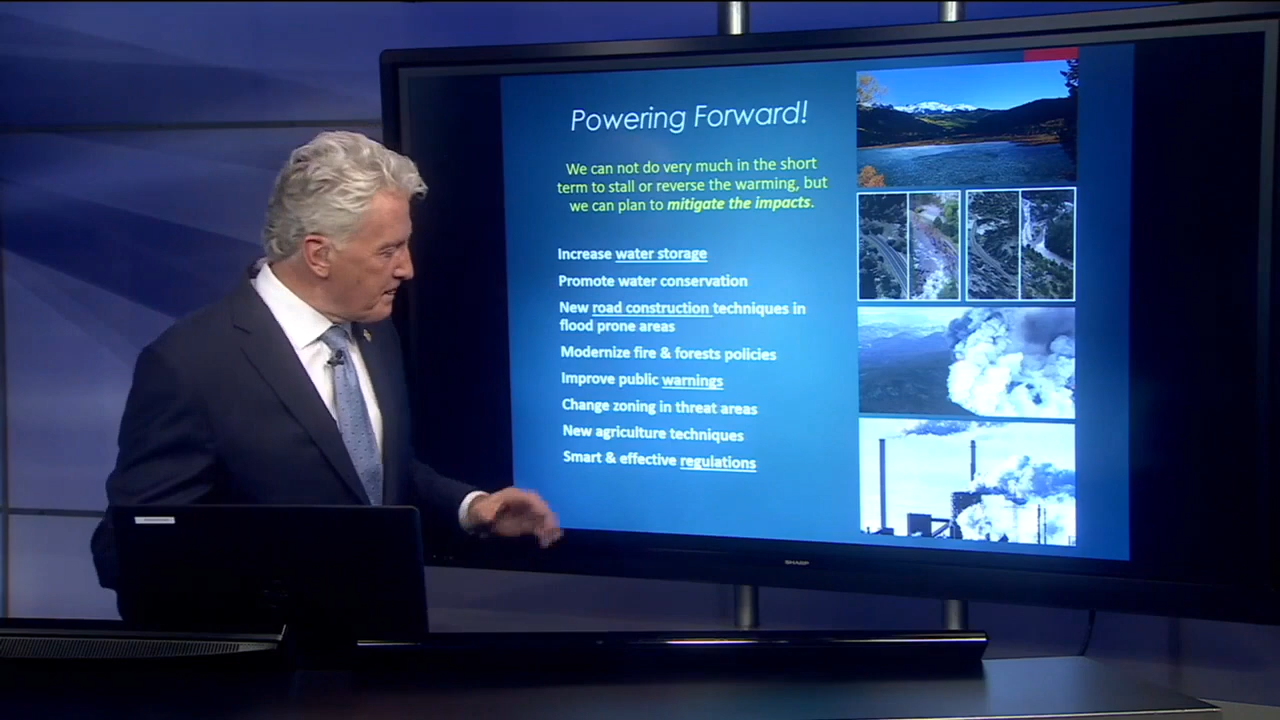 Powering Forward!
We can not do very much in the short
term to stall or reverse the warming, but
we can plan to mitigate the impacts.
Increase water storage
Promote water conservation
New road construction techniques in
flood prone areas
Modernize fire & forests policies
Improve public warnings
Change zoning in threat areas
New agriculture techniques
Smart & effective regulations
SHARP